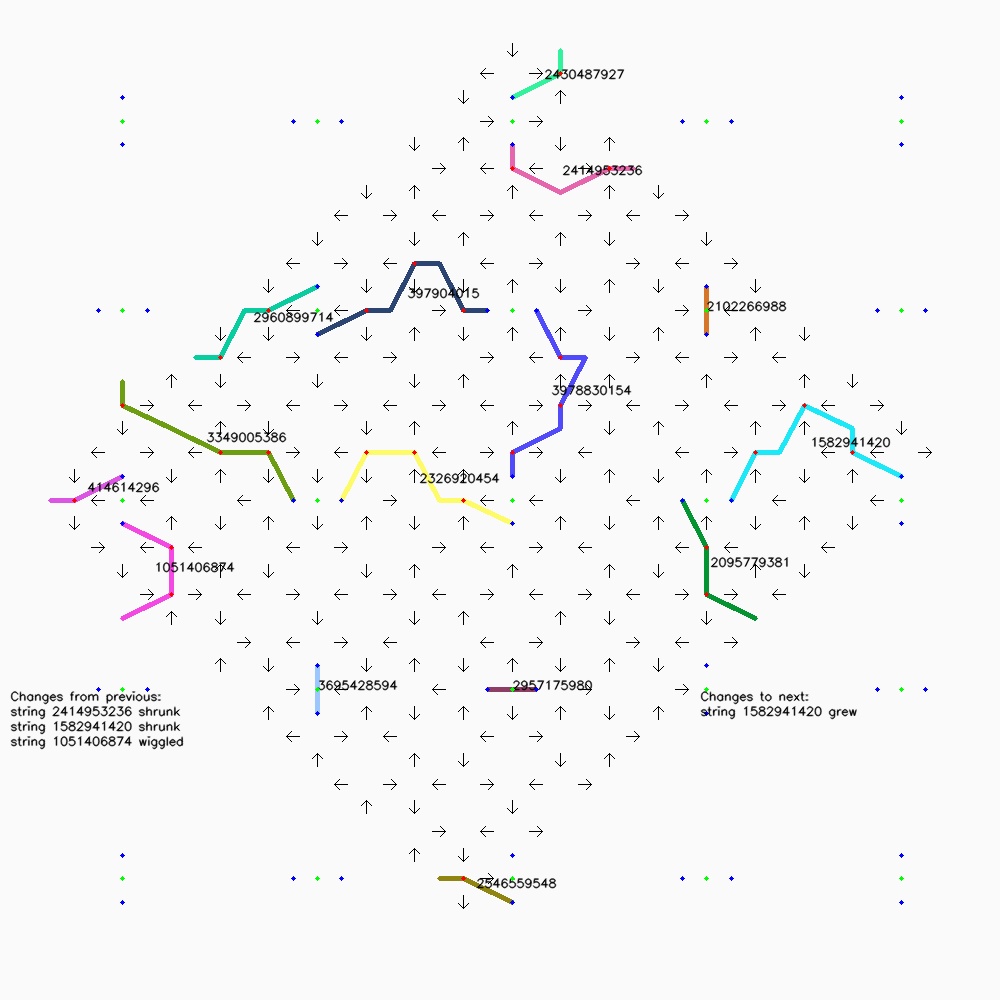 2430487927
2414953236
397904015
2102266988
2960899714
3978830154
3349005386
1582941420
2326920454
414614296
2095779381
1051406874
3695428594
2957175980
Changes from previous:
string 2414953236 shrunk
string 1582941420 shrunk
string 1051406874 wiggled
Changes to next:
string 1582941420 grew
2546559548